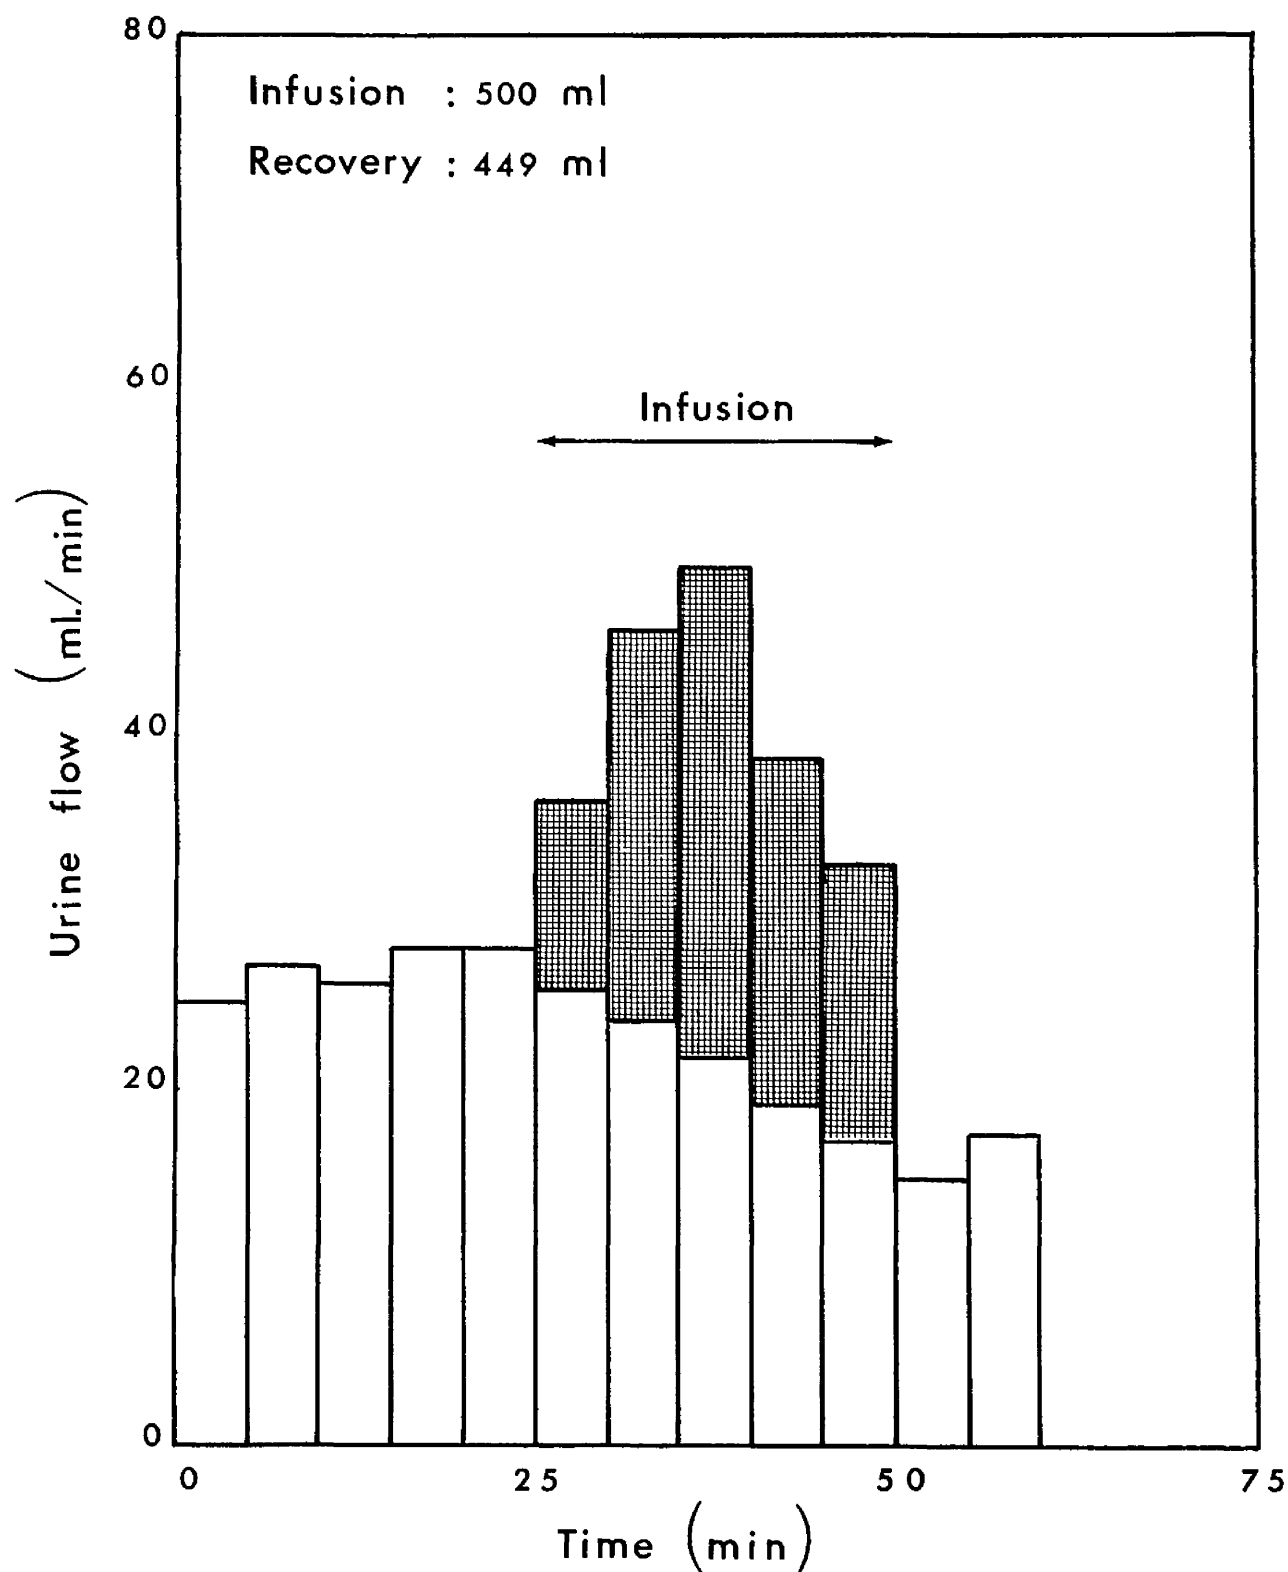 80
Infusion : 500 ml
Recovery : 449 ml
60
Infusion
40
20
0
Urine flow (ml./min)
0 25 50 75
Time (min)